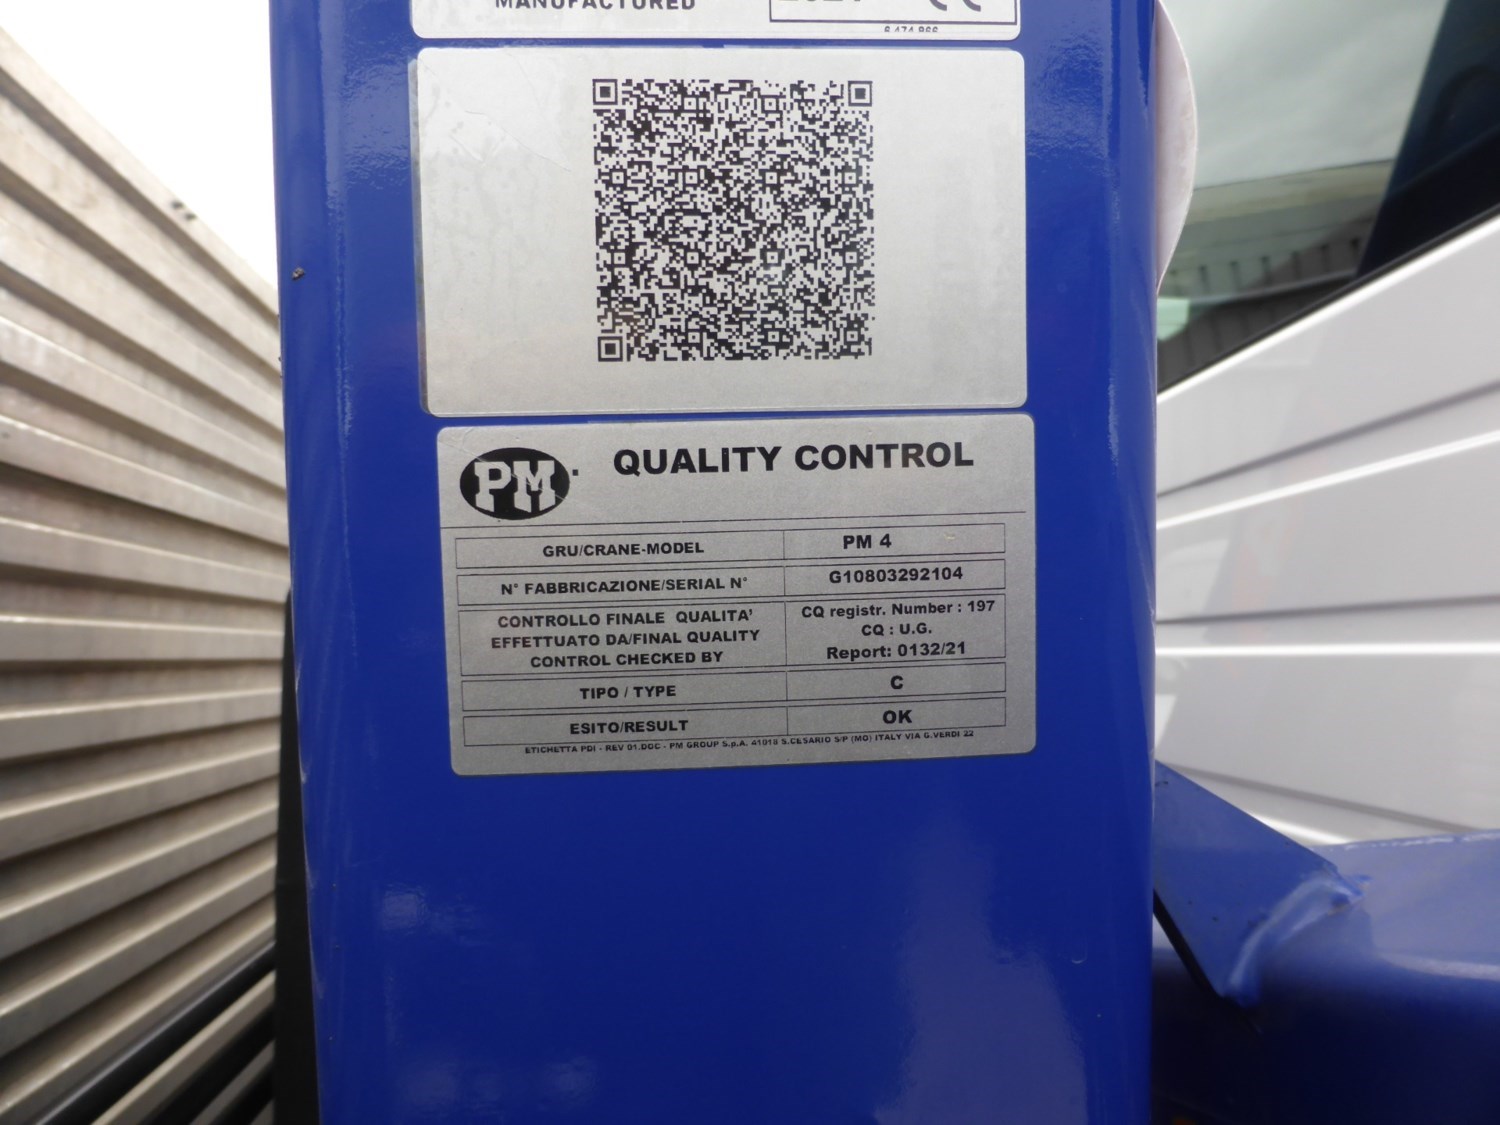 MANUFACTURED
PM
QUALITY CONTROL
GRU/CRANE-MODEL PM 4
N° FABBRICAZIONE/SERIAL N° G10803292104
CONTROLLO FINALE QUALITA'
EFFETTUATO DA/FINAL QUALITY
CONTROL CHECKED BY
CQ registr. Number : 197
CQ : U.G.
Report: 0132/21
TIPO / TYPE C
ESITO/RESULT OK
ETICHETTA PDI - REV 01.DOC - PM GROUP S.p.A. 41018 S.CESARIO S/P (MO) ITALY VIA G.VERDI 22